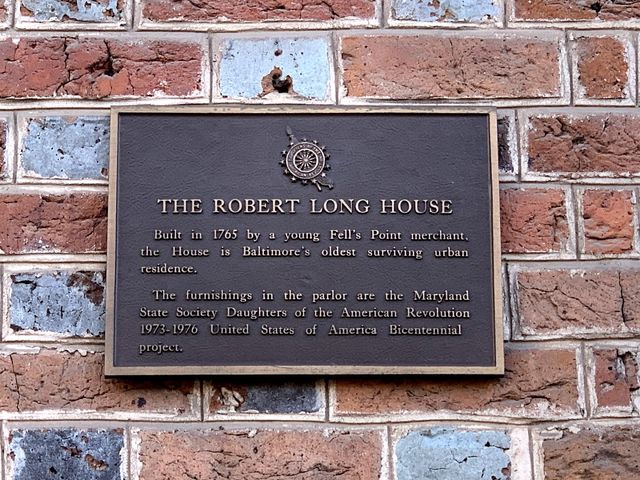 THE ROBERT LONG HOUSE
Built in 1765 by a young Fell's Point merchant,
the House is Baltimore's oldest surviving urban
residence.
The furnishings in the parlor are the Maryland
State Society Daughters of the American Revolution
1973-1976 United States of America Bicentennial
project.